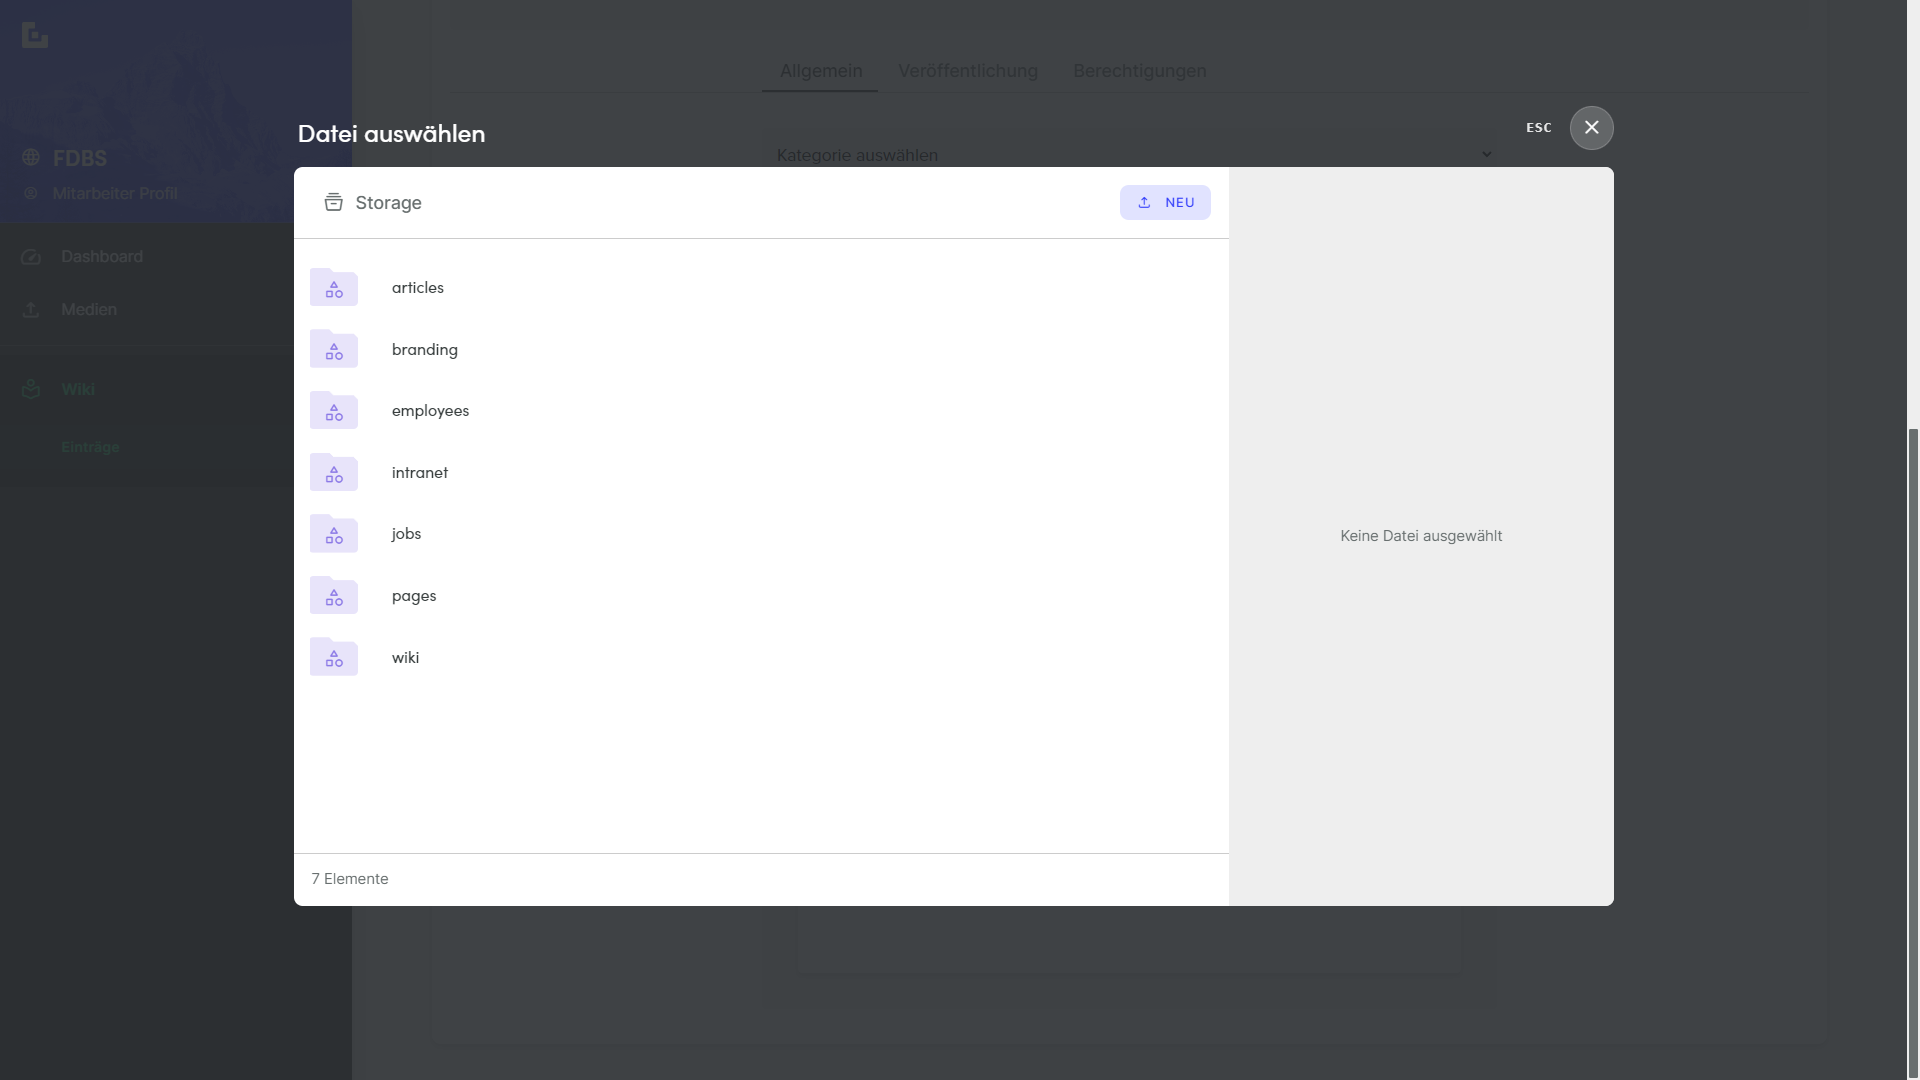 Allgemein
Veröffentlichung
Berechtigungen
Datei auswählen
ESC
Kategorie auswählen
FDBS
Mitarbeiter Profil
Storage
NEU
Dashboard
Medien
Wiki
Einträge
articles
branding
employees
intranet
jobs
pages
wiki
Keine Datei ausgewählt
7 Elemente